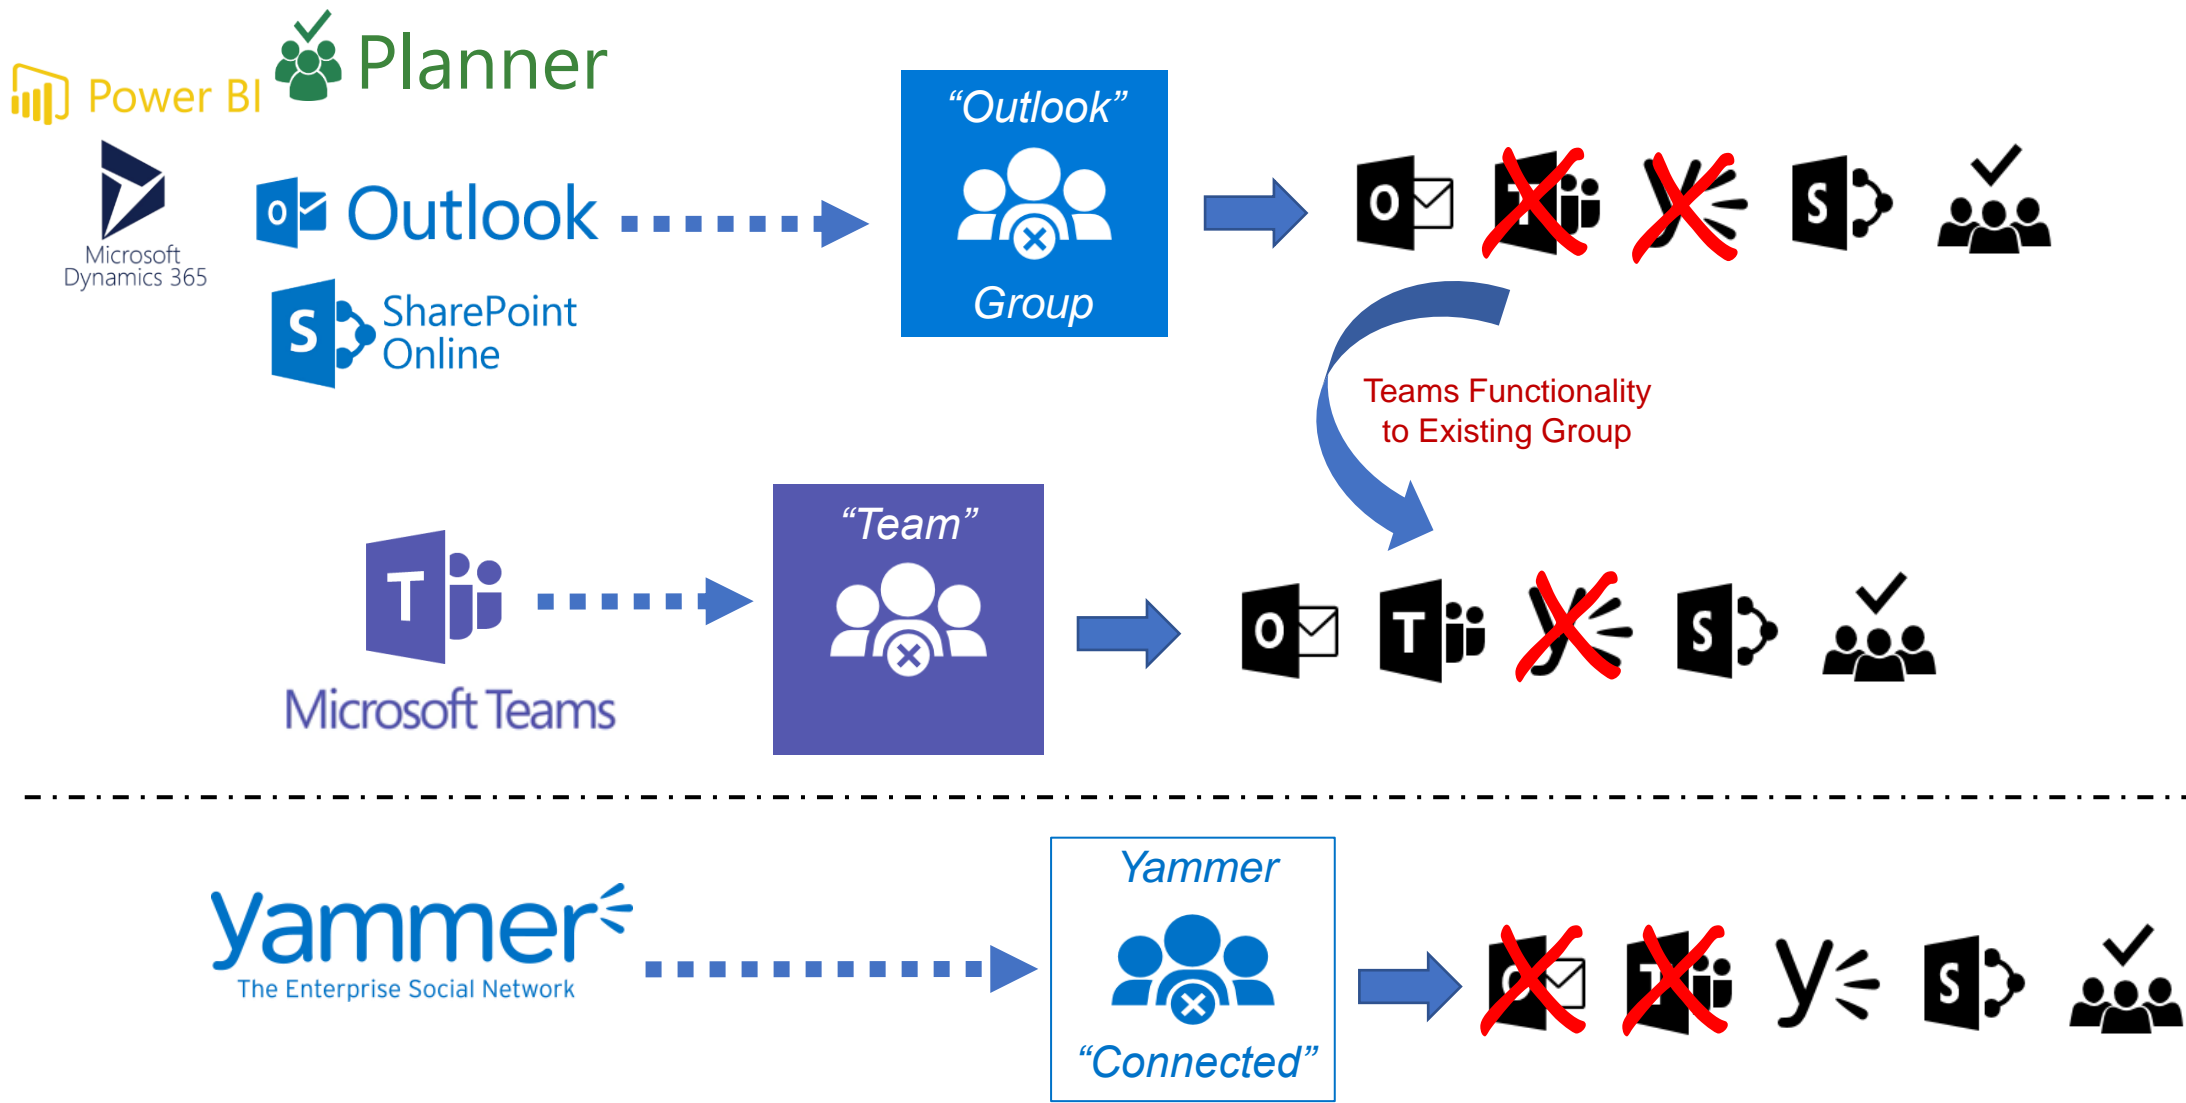 Planner
Power BI
Microsoft
Dynamics 365
Outlook
SharePoint
Online
“Outlook”
Group
Teams Functionality
to Existing Group
Microsoft Teams
“Team”
yammer
The Enterprise Social Network
Yammer
“Connected”